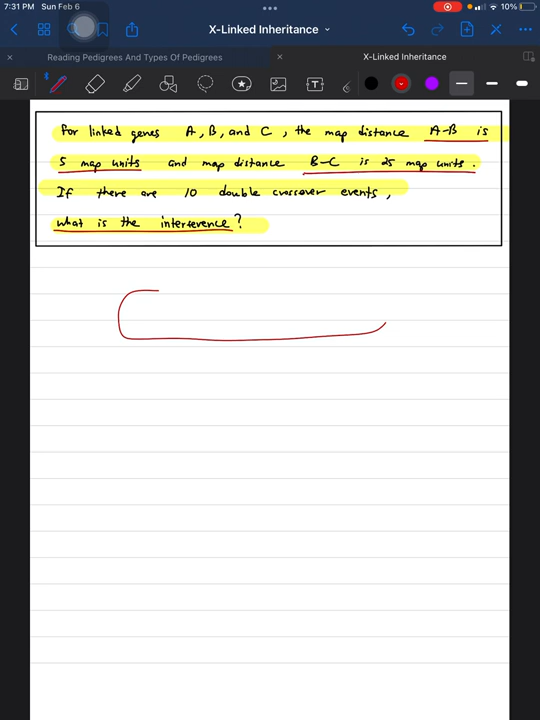 7:31 PM Sun Feb 6
10%
X-Linked Inheritance
Reading Pedigrees And Types Of Pedigrees
X-Linked Inheritance
For linked genes A, B, and C, the map distance A-B is
5 map units and map distance B-C is 25 map units.
If there are 10 double crossover events,
what is the interference?